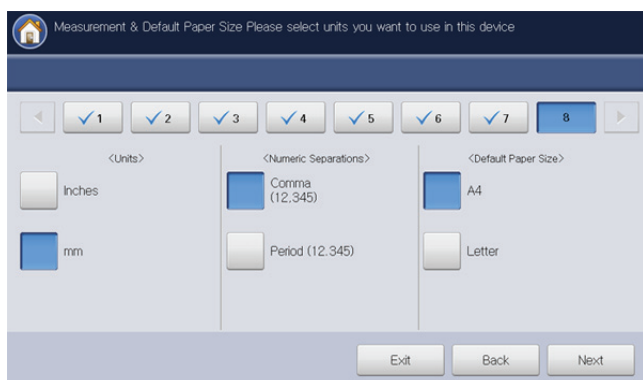 Measurement & Default Paper Size Please select units you want to use in this device
1 2 3 4 5 6 7 8
<Units> <Numeric Separations> <Default Paper Size>
Inches
Comma
(12,345)
A4
mm
Period (12.345)
Letter
Exit Back Next